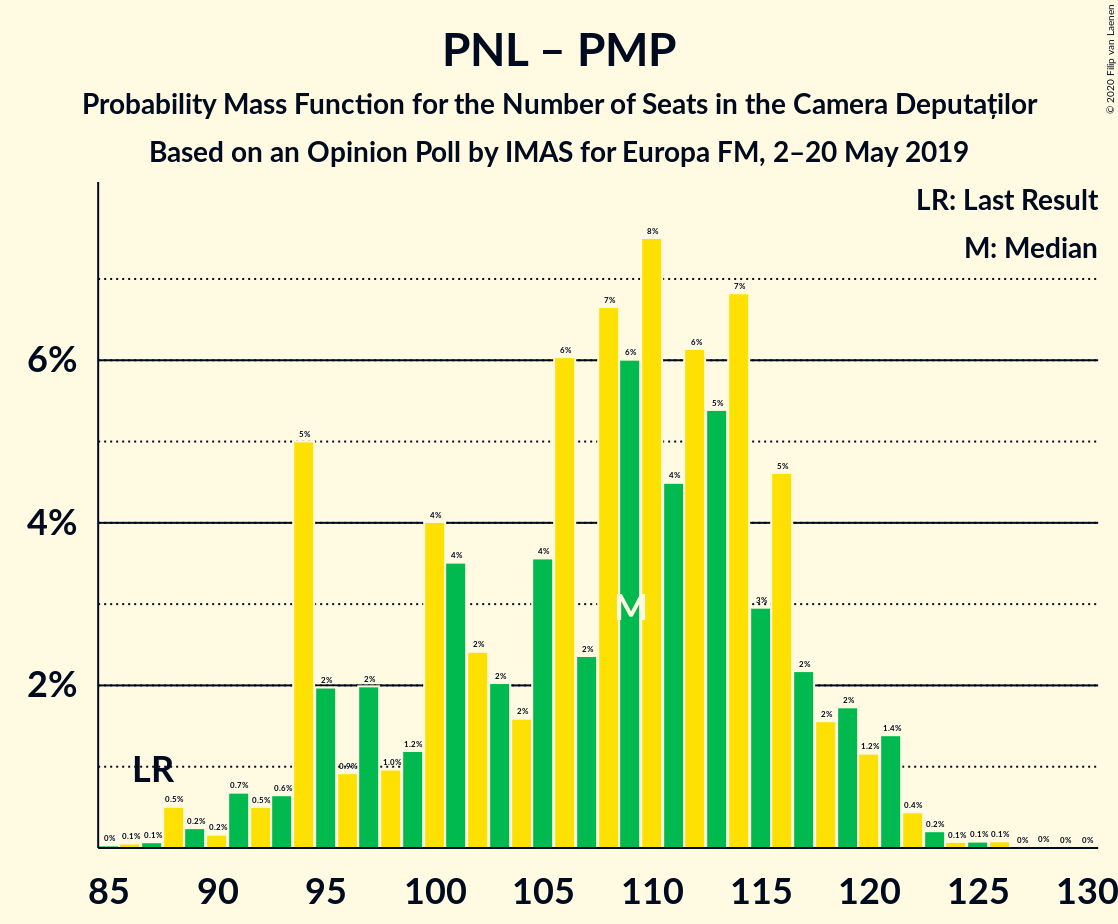 PNL – PMP
Probability Mass Function for the Number of Seats in the Camera Deputaților
Based on an Opinion Poll by IMAS for Europa FM, 2–20 May 2019
© 2020 Filip van Laenen
LR: Last Result
M: Median
6%
4%
2%
0% 0.1% 0.1% 0.5% 0.2% 0.2% 0.7% 0.5% 0.6% 5% 2% 0.9% 2% 1.0% 1.2% 4% 4% 2% 2% 2% 4% 6% 2% 7% 6% 8% 4% 6% 5% 7% 3% 5% 2% 2% 2% 1.2% 1.4% 0.4% 0.2% 0.1% 0.1% 0.1% 0% 0% 0% 0%
M
LR
85 90 95 100 105 110 115 120 125 130